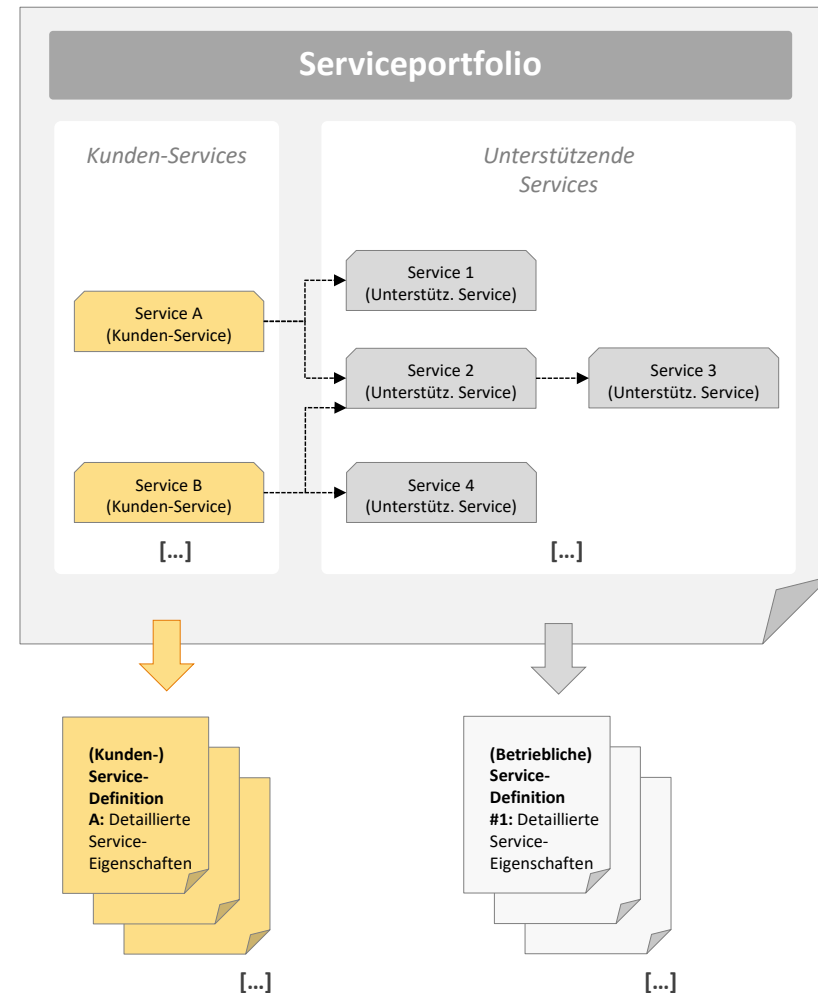 Serviceportfolio
Kunden-Services
Unterstützende
Services
Service 1
(Unterstütz. Service)
Service A
(Kunden-Service)
Service 2
(Unterstütz. Service)
Service 3
(Unterstütz. Service)
Service B
(Kunden-Service)
Service 4
(Unterstütz. Service)
[...]
[...]
(Kunden-)
Service-
Definition
A: Detaillierte
Service-
Eigenschaften
[...]
(Betriebliche)
Service-
Definition
#1: Detaillierte
Service-
Eigenschaften
[...]